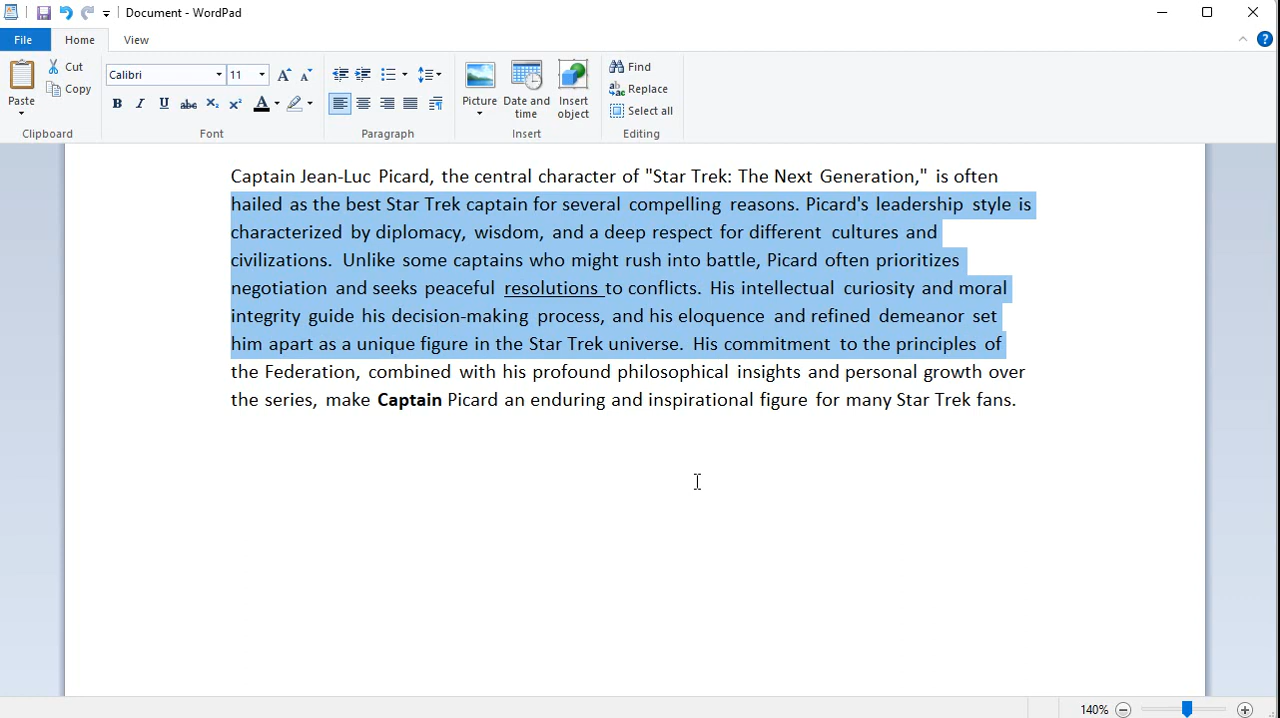 Document - WordPad
File Home View
Cut
Copy
Paste
Calibri 11
B I U abc X₂ X² A
Clipboard Font Paragraph Insert Editing
Picture
Date and time
Insert object
Find
Replace
Select all
Captain Jean-Luc Picard, the central character of "Star Trek: The Next Generation," is often
hailed as the best Star Trek captain for several compelling reasons. Picard's leadership style is
characterized by diplomacy, wisdom, and a deep respect for different cultures and
civilizations. Unlike some captains who might rush into battle, Picard often prioritizes
negotiation and seeks peaceful resolutions to conflicts. His intellectual curiosity and moral
integrity guide his decision-making process, and his eloquence and refined demeanor set
him apart as a unique figure in the Star Trek universe. His commitment to the principles of
the Federation, combined with his profound philosophical insights and personal growth over
the series, make Captain Picard an enduring and inspirational figure for many Star Trek fans.
140%